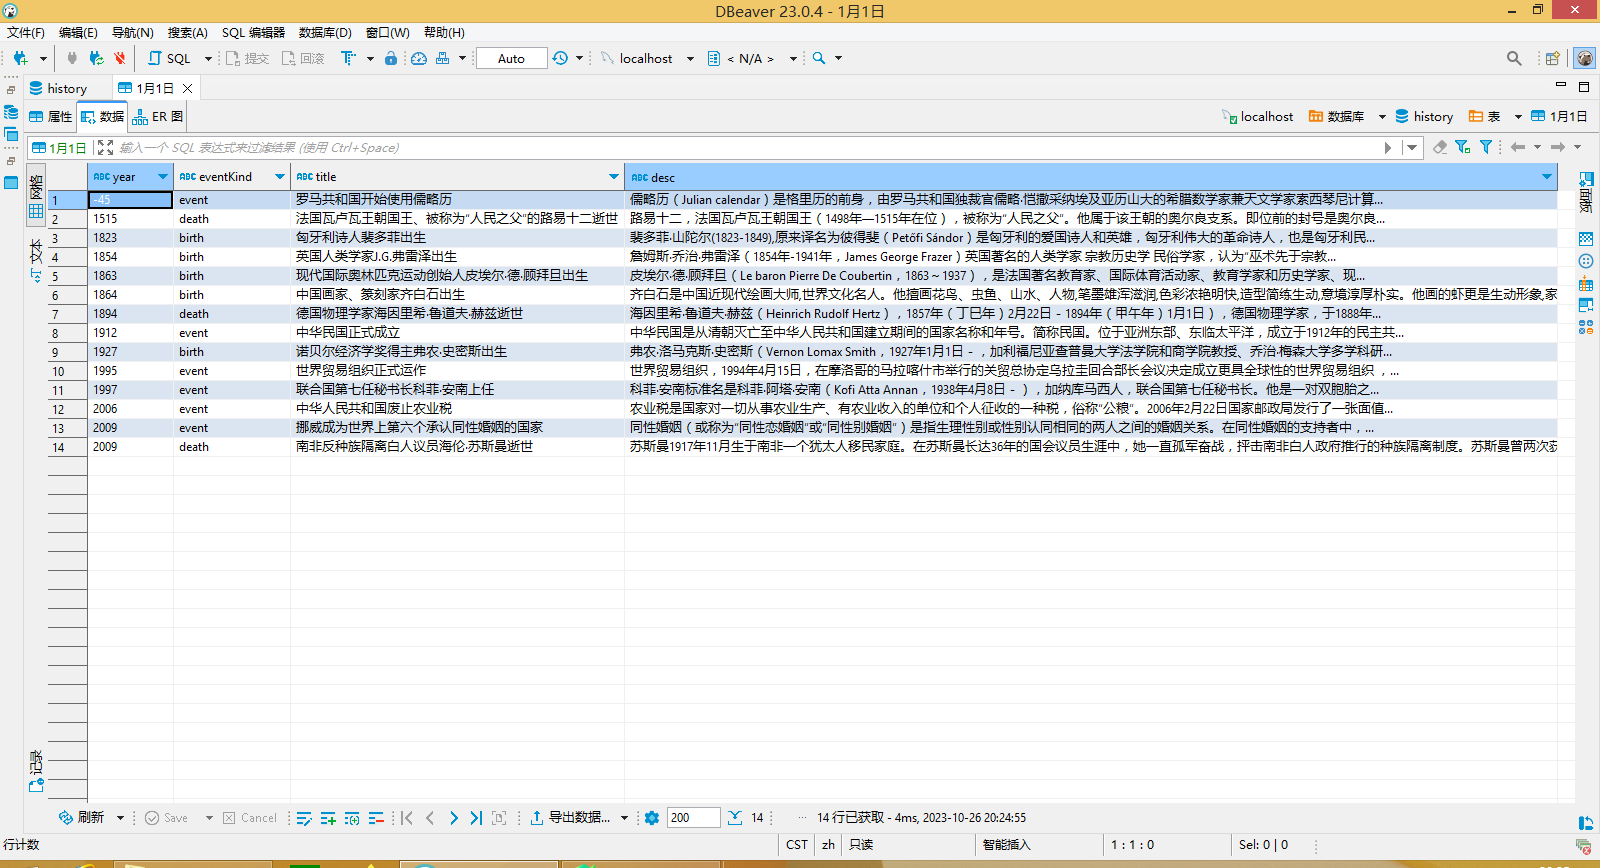 DBeaver 23.0.4 - 1月1日
文件(F) 编辑(E) 导航(N) 搜索(A) SQL 编辑器 数据库(D) 窗口(W) 帮助(H)
SQL 提交 回滚 Auto localhost < N/A >
history 1月1日
属性 数据 ER 图 localhost 数据库 history 表 1月1日
1月1日 输入一个 SQL 表达式来过滤结果 (使用 Ctrl+Space)
网格
文本
记录
ABC year ABC eventKind ABC title ABC desc
1 -45 event 罗马共和国开始使用儒略历 儒略历（Julian calendar）是格里历的前身，由罗马共和国独裁官儒略·恺撒采纳埃及亚历山大的希腊数学家兼天文学家索西琴尼计算...
2 1515 death 法国瓦卢瓦王朝国王、被称为“人民之父”的路易十二逝世 路易十二，法国瓦卢瓦王朝国王（1498年—1515年在位），被称为“人民之父”。他属于该王朝的奥尔良支系。即位前的封号是奥尔良...
3 1823 birth 匈牙利诗人裴多菲出生 裴多菲·山陀尔(1823-1849),原来译名为彼得斐（Petőfi Sándor）是匈牙利的爱国诗人和英雄，匈牙利伟大的革命诗人，也是匈牙利民...
4 1854 birth 英国人类学家J.G.弗雷泽出生 詹姆斯·乔治·弗雷泽（1854年-1941年，James George Frazer）英国著名的人类学家 宗教历史学 民俗学家，认为“巫术先于宗教...
5 1863 birth 现代国际奥林匹克运动创始人皮埃尔·德·顾拜旦出生 皮埃尔·德·顾拜旦（Le baron Pierre De Coubertin，1863～1937），是法国著名教育家、国际体育活动家、教育学家和历史学家、现...
6 1864 birth 中国画家、篆刻家齐白石出生 齐白石是中国近现代绘画大师,世界文化名人。他擅画花鸟、虫鱼、山水、人物,笔墨雄浑滋润,色彩浓艳明快,造型简练生动,意境淳厚朴实。他画的虾更是生动形象,家
7 1894 death 德国物理学家海因里希·鲁道夫·赫兹逝世 海因里希·鲁道夫·赫兹（Heinrich Rudolf Hertz），1857年（丁巳年）2月22日－1894年（甲午年）1月1日），德国物理学家，于1888年...
8 1912 event 中华民国正式成立 中华民国是从清朝灭亡至中华人民共和国建立期间的国家名称和年号。简称民国。位于亚洲东部、东临太平洋，成立于1912年的民主共...
9 1927 birth 诺贝尔经济学奖得主弗农·史密斯出生 弗农·洛马克斯·史密斯（Vernon Lomax Smith，1927年1月1日－，加利福尼亚查普曼大学法学院和商学院教授、乔治·梅森大学多学科研...
10 1995 event 世界贸易组织正式运作 世界贸易组织，1994年4月15日，在摩洛哥的马拉喀什市举行的关贸总协定乌拉圭回合部长会议决定成立更具全球性的世界贸易组织 ，...
11 1997 event 联合国第七任秘书长科菲·安南上任 科菲·安南标准名是科菲·阿塔·安南（Kofi Atta Annan，1938年4月8日－），加纳库马西人，联合国第七任秘书长。他是一对双胞胎之...
12 2006 event 中华人民共和国废止农业税 农业税是国家对一切从事农业生产、有农业收入的单位和个人征收的一种税，俗称“公粮”。2006年2月22日国家邮政局发行了一张面值...
13 2009 event 挪威成为世界上第六个承认同性婚姻的国家 同性婚姻（或称为“同性恋婚姻”或“同性别婚姻”）是指生理性别或性别认同相同的两人之间的婚姻关系。在同性婚姻的支持者中，...
14 2009 death 南非反种族隔离白人议员海伦·苏斯曼逝世 苏斯曼1917年11月生于南非一个犹太人移民家庭。在苏斯曼长达36年的国会议员生涯中，她一直孤军奋战，抨击南非白人政府推行的种族隔离制度。苏斯曼曾两次获
刷新 Save Cancel 导出数据... 200 14 ... 14 行已获取 - 4ms, 2023-10-26 20:24:55
行计数 CST zh 只读 智能插入 1 : 1 : 0 Sel: 0 | 0